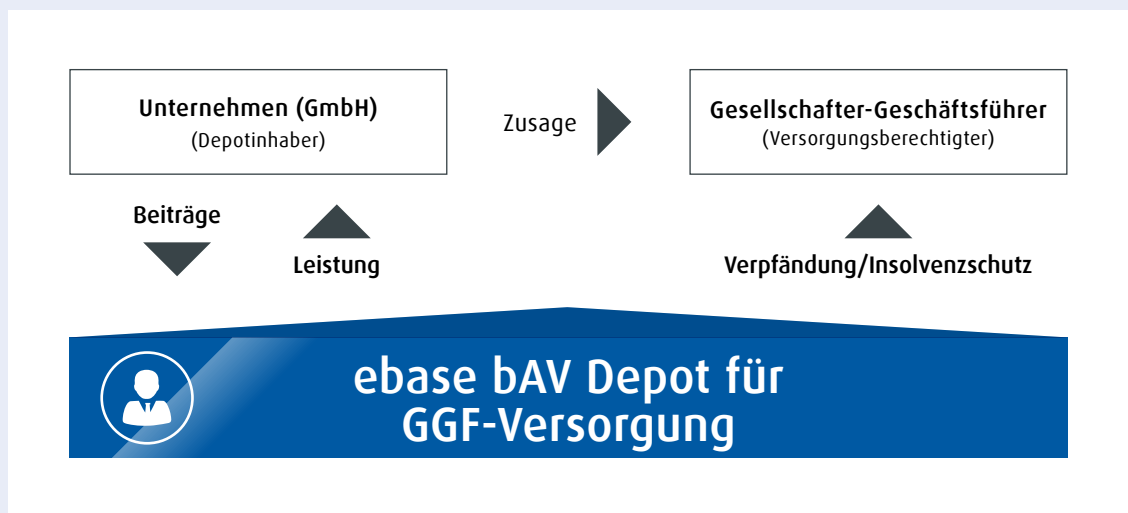 Unternehmen (GmbH)
(Depotinhaber)
Zusage
Gesellschafter-Geschäftsführer
(Versorgungsberechtigter)
Beiträge
Leistung
Verpfändung/Insolvenzschutz
ebase bAV Depot für
GGF-Versorgung